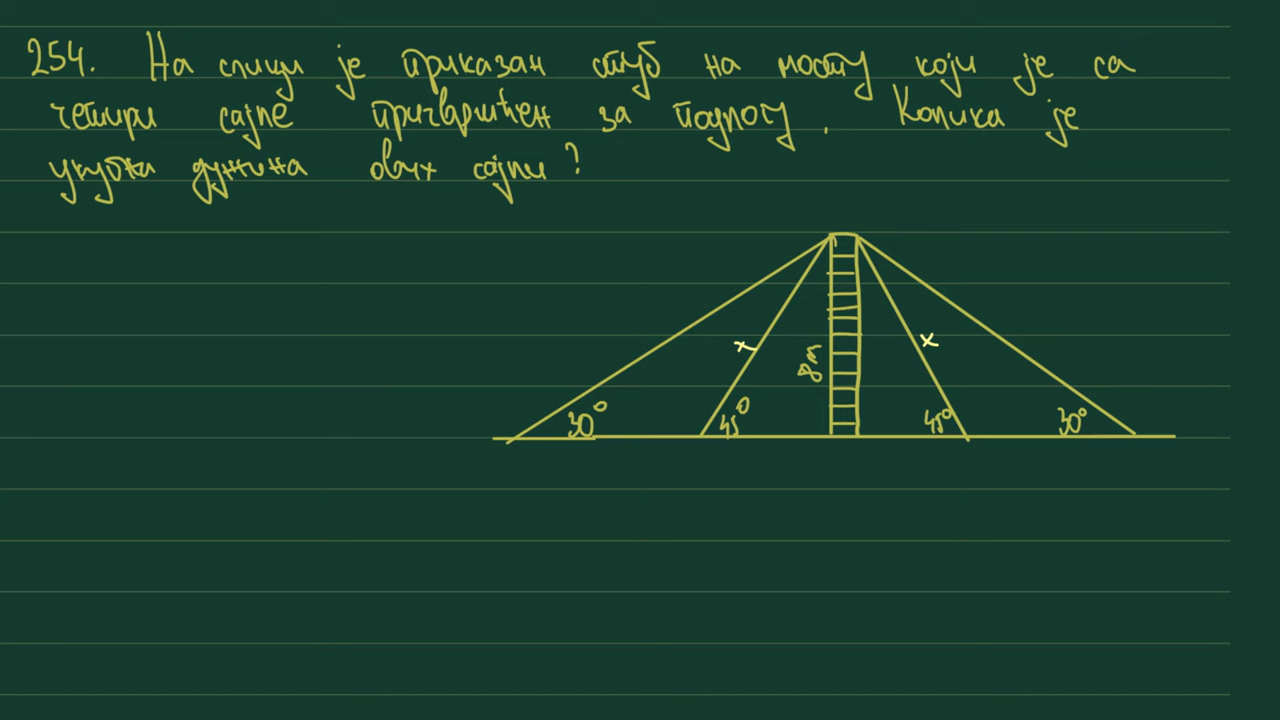 254. На слици је приказан стуб на мосту који је са
четири сајле причвршћен за подлогу. Колика је
укупна дужина ових сајли?
x
x
8m
30° 45° 45° 30°